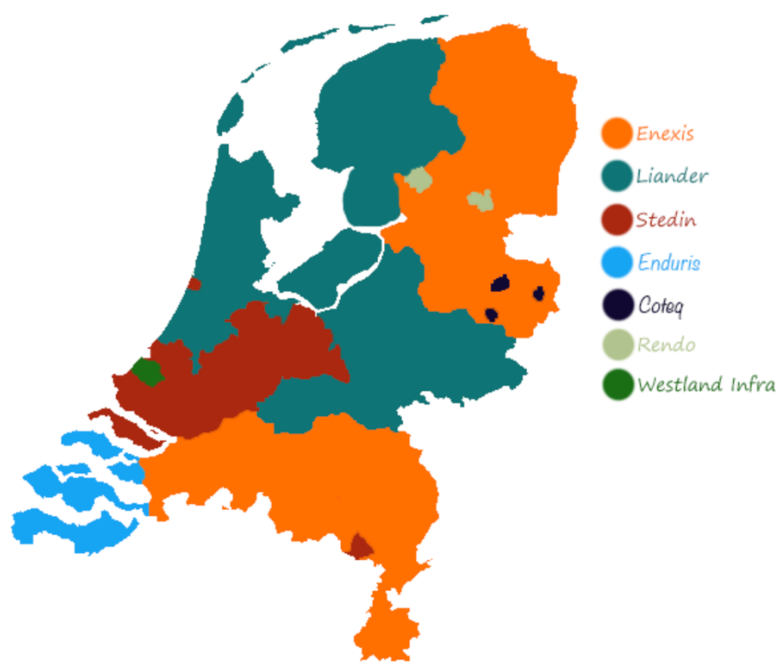 Enexis
Liander
Stedin
Enduris
Coteq
Rendo
Westland Infra